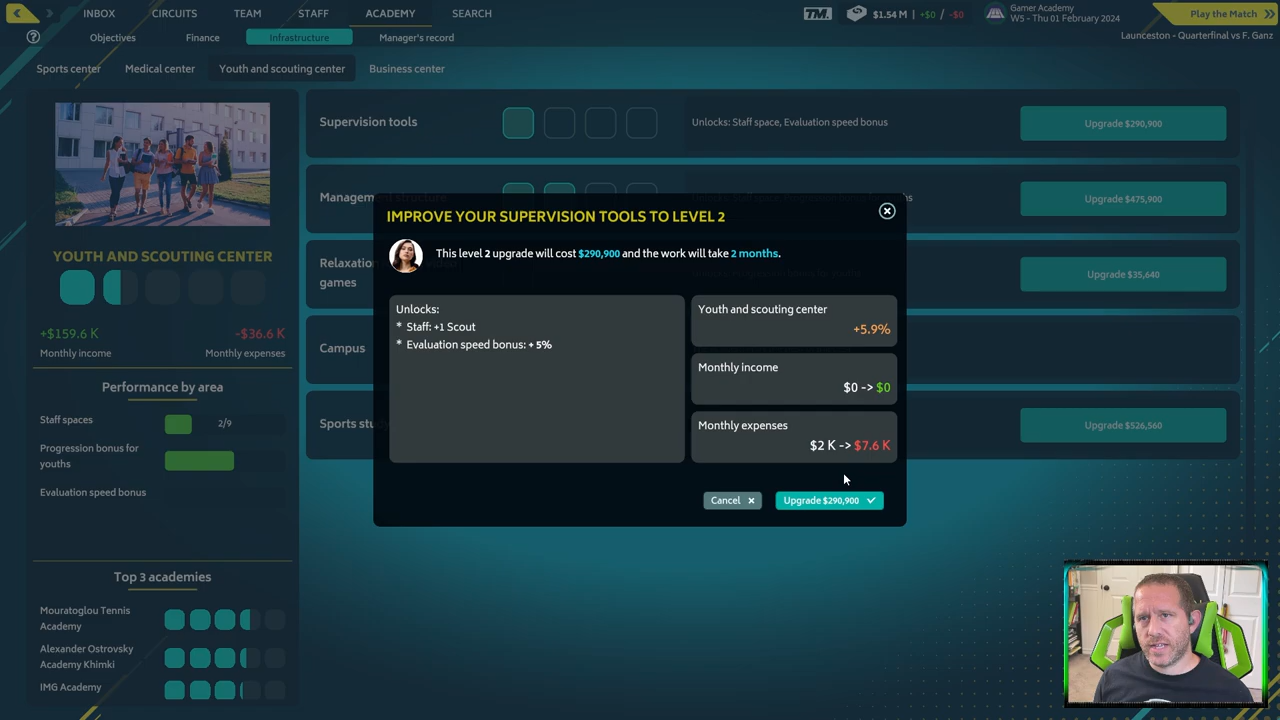 INBOX
CIRCUITS
TEAM
STAFF
ACADEMY
SEARCH
TM
$1.54 M | +$0 / -$0
Gamer Academy
W5 - Thu 01 February 2024
Play the Match
Objectives
Finance
Infrastructure
Manager's record
Launceston - Quarterfinal vs F. Ganz
Sports center
Medical center
Youth and scouting center
Business center
YOUTH AND SCOUTING CENTER
+$159.6 K
-$36.6 K
Monthly income
Monthly expenses
Performance by area
Staff spaces
2/9
Progression bonus for
youths
Evaluation speed bonus
Top 3 academies
Mouratoglou Tennis
Academy
Alexander Ostrovsky
Academy Khimki
IMG Academy
Supervision tools
Unlocks: Staff space, Evaluation speed bonus
Upgrade $290,900
Management structure
Upgrade $475,900
Relaxation
games
Upgrade $35,640
Campus
Sports stu
Upgrade $526,560
IMPROVE YOUR SUPERVISION TOOLS TO LEVEL 2
This level 2 upgrade will cost $290,900 and the work will take 2 months.
Unlocks:
* Staff: +1 Scout
* Evaluation speed bonus: + 5%
Youth and scouting center
+5.9%
Monthly income
$0 -> $0
Monthly expenses
$2 K -> $7.6 K
Cancel
Upgrade $290,900